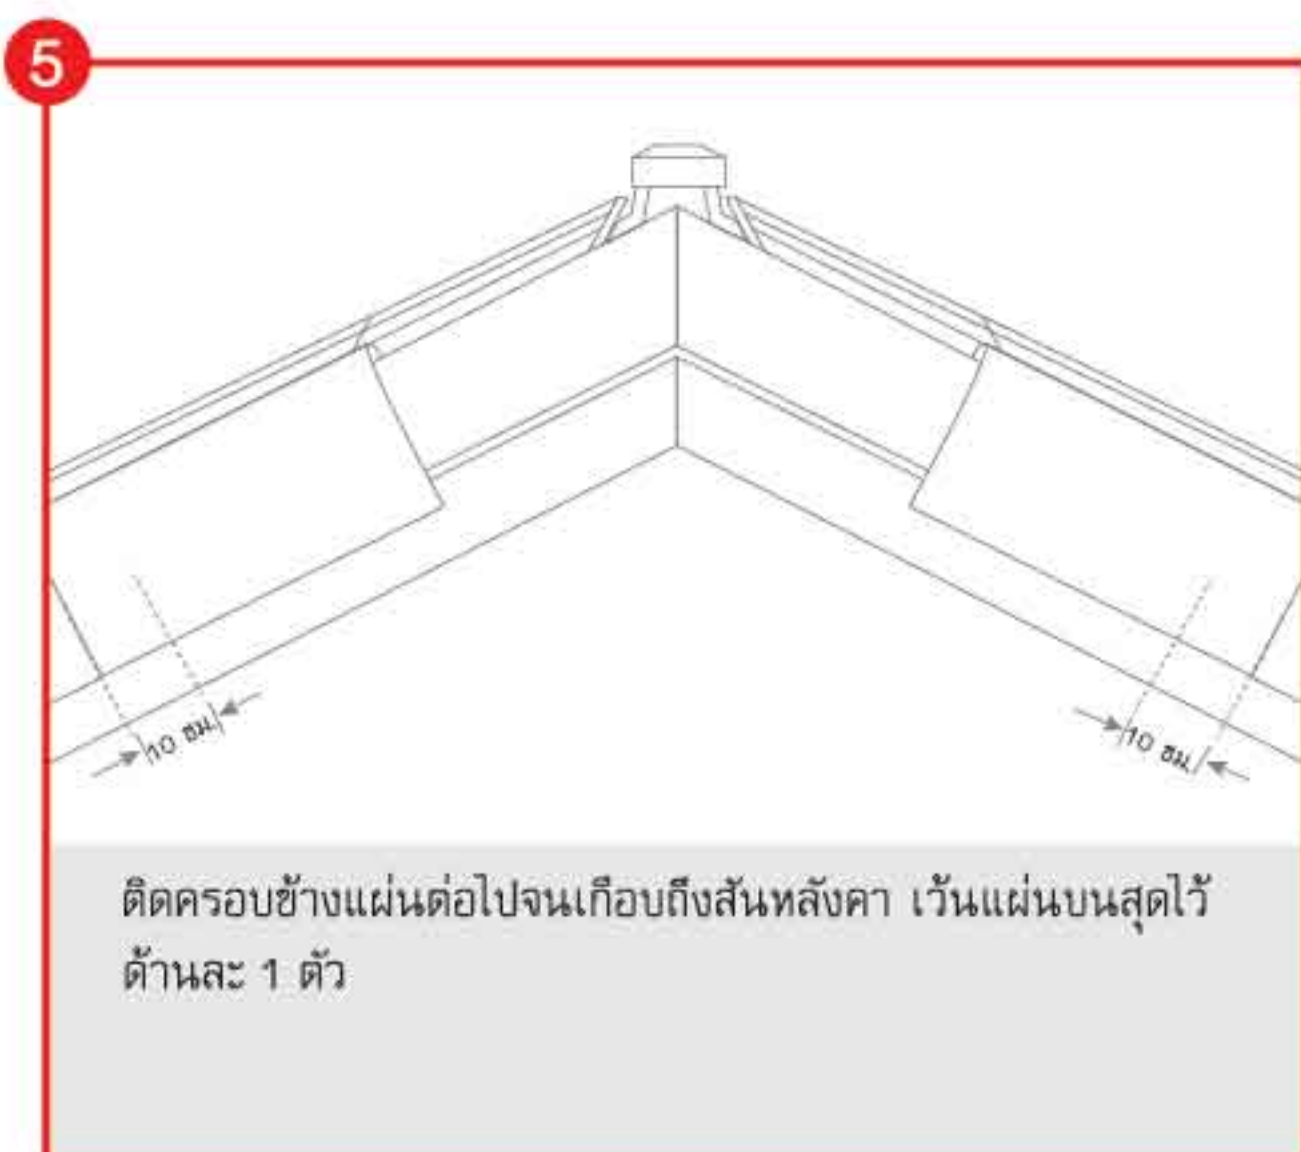 5
10 ซม.
10 ซม.
ติดครอบข้างแผ่นต่อไปจนเกือบถึงสันหลังคา เว้นแผ่นบนสุดไว้
ด้านละ 1 ตัว